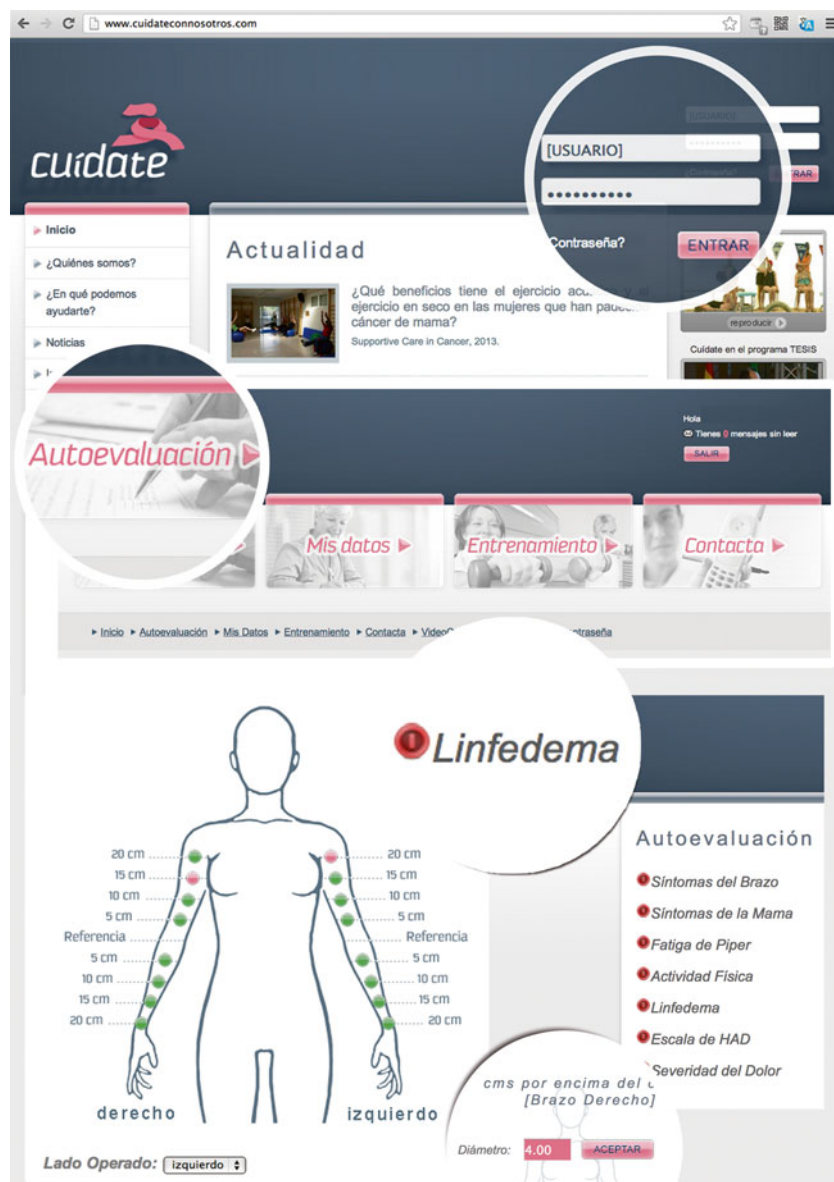 www.cuidateconnosotros.com
cuídate
[USUARIO]
[USUARIO]
¿Contraseña?
Contraseña?
ENTRAR
TRAR
Inicio
¿Quiénes somos?
¿En qué podemos
ayudarte?
Noticias
Actualidad
¿Qué beneficios tiene el ejercicio y el
ejercicio en seco en las mujeres que han
cáncer de mama?
Supportive Care in Cancer, 2013.
reproducir
Cuídate en el programa TESIS
Hola
Tienes 0 mensajes sin leer
SALIR
Autoevaluación
Mis datos
Entrenamiento
Contacta
Inicio Autoevaluación Mis Datos Entrenamiento Contacta
Linfedema
20 cm 20 cm
15 cm 15 cm
10 cm 10 cm
5 cm 5 cm
Referencia Referencia
5 cm 5 cm
10 cm 10 cm
15 cm 15 cm
20 cm 20 cm
derecho izquierdo
Lado Operado: izquierdo
Autoevaluación
Síntomas del Brazo
Síntomas de la Mama
Fatiga de Piper
Actividad Física
Linfedema
Escala de HAD
Severidad del Dolor
cms por encima del
[Brazo Derecho]
Diámetro: 4.00 ACEPTAR